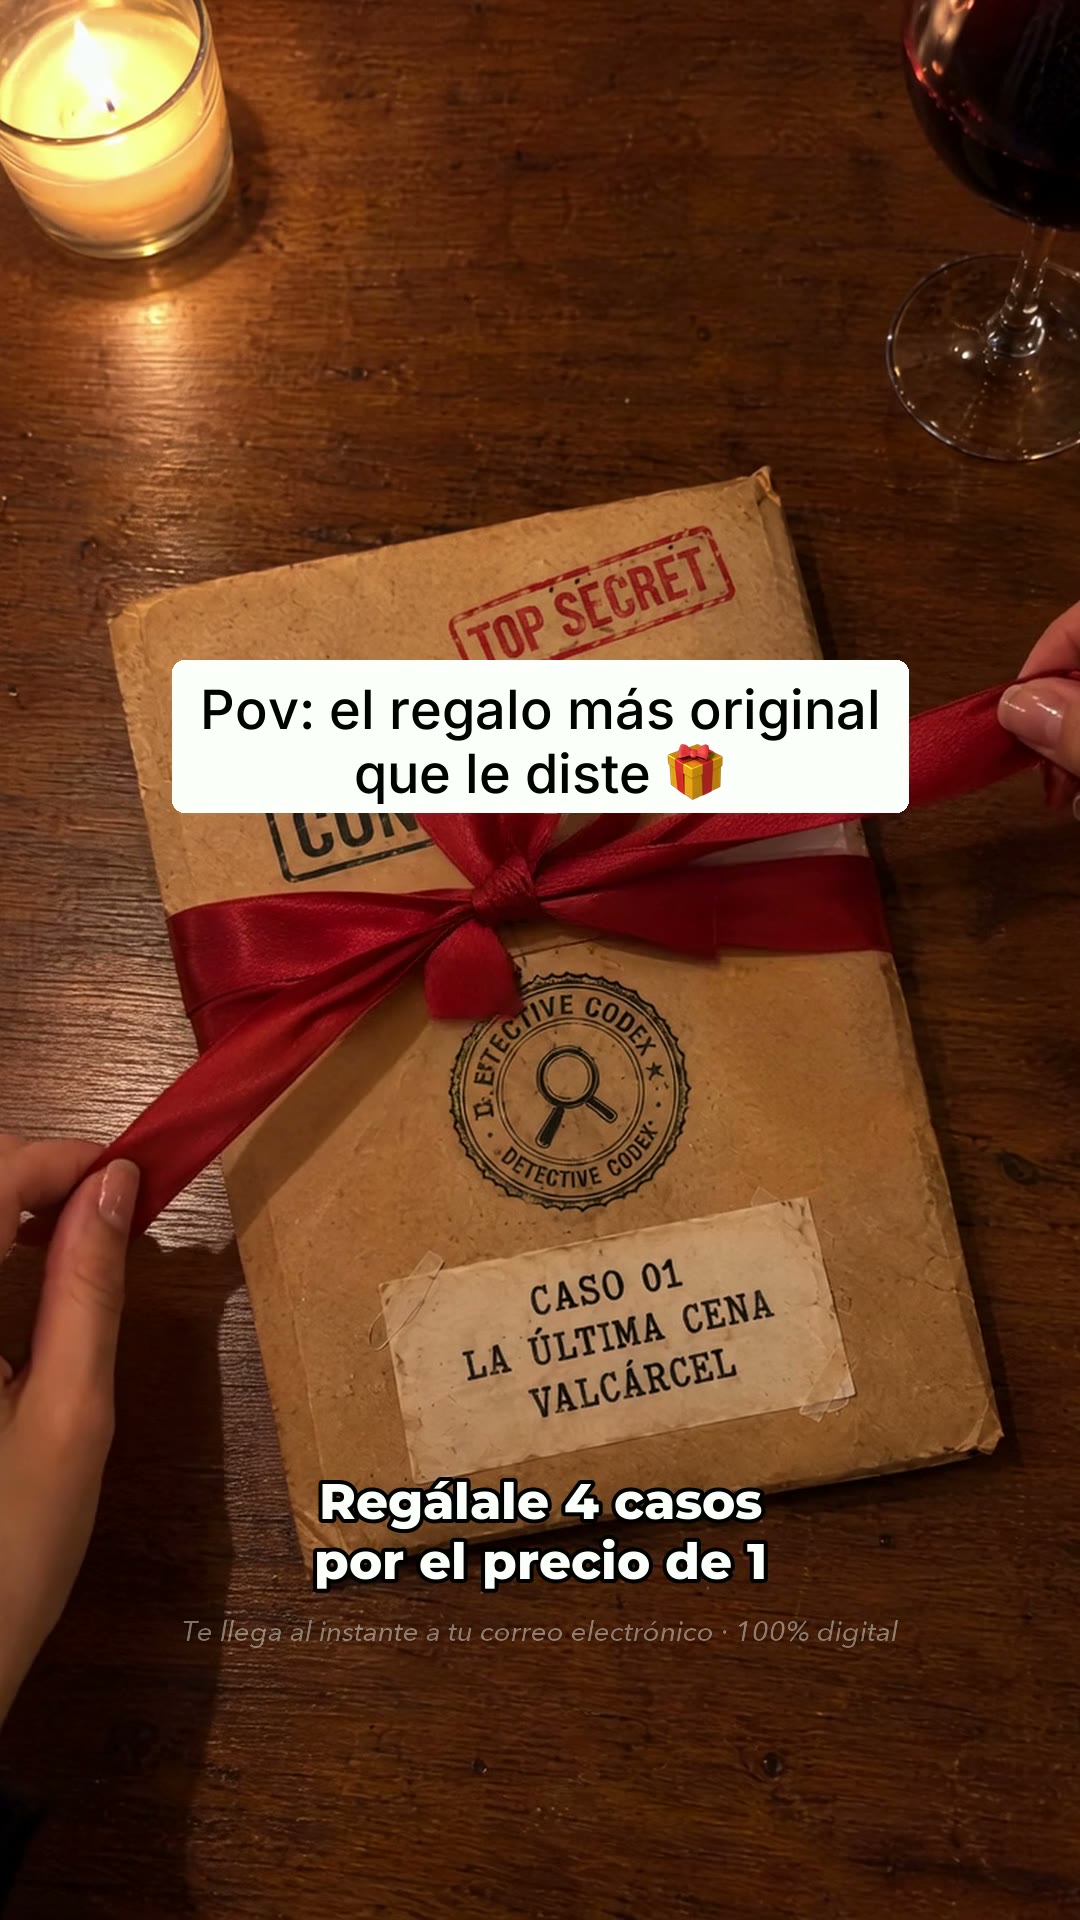 TOP SECRET
Pov: el regalo más original
que le diste 🎁
DETECTIVE CODEX
DETECTIVE CODEX
CASO 01
LA ÚLTIMA CENA
VALCÁRCEL
Regálale 4 casos
por el precio de 1
Te llega al instante a tu correo electrónico · 100% digital